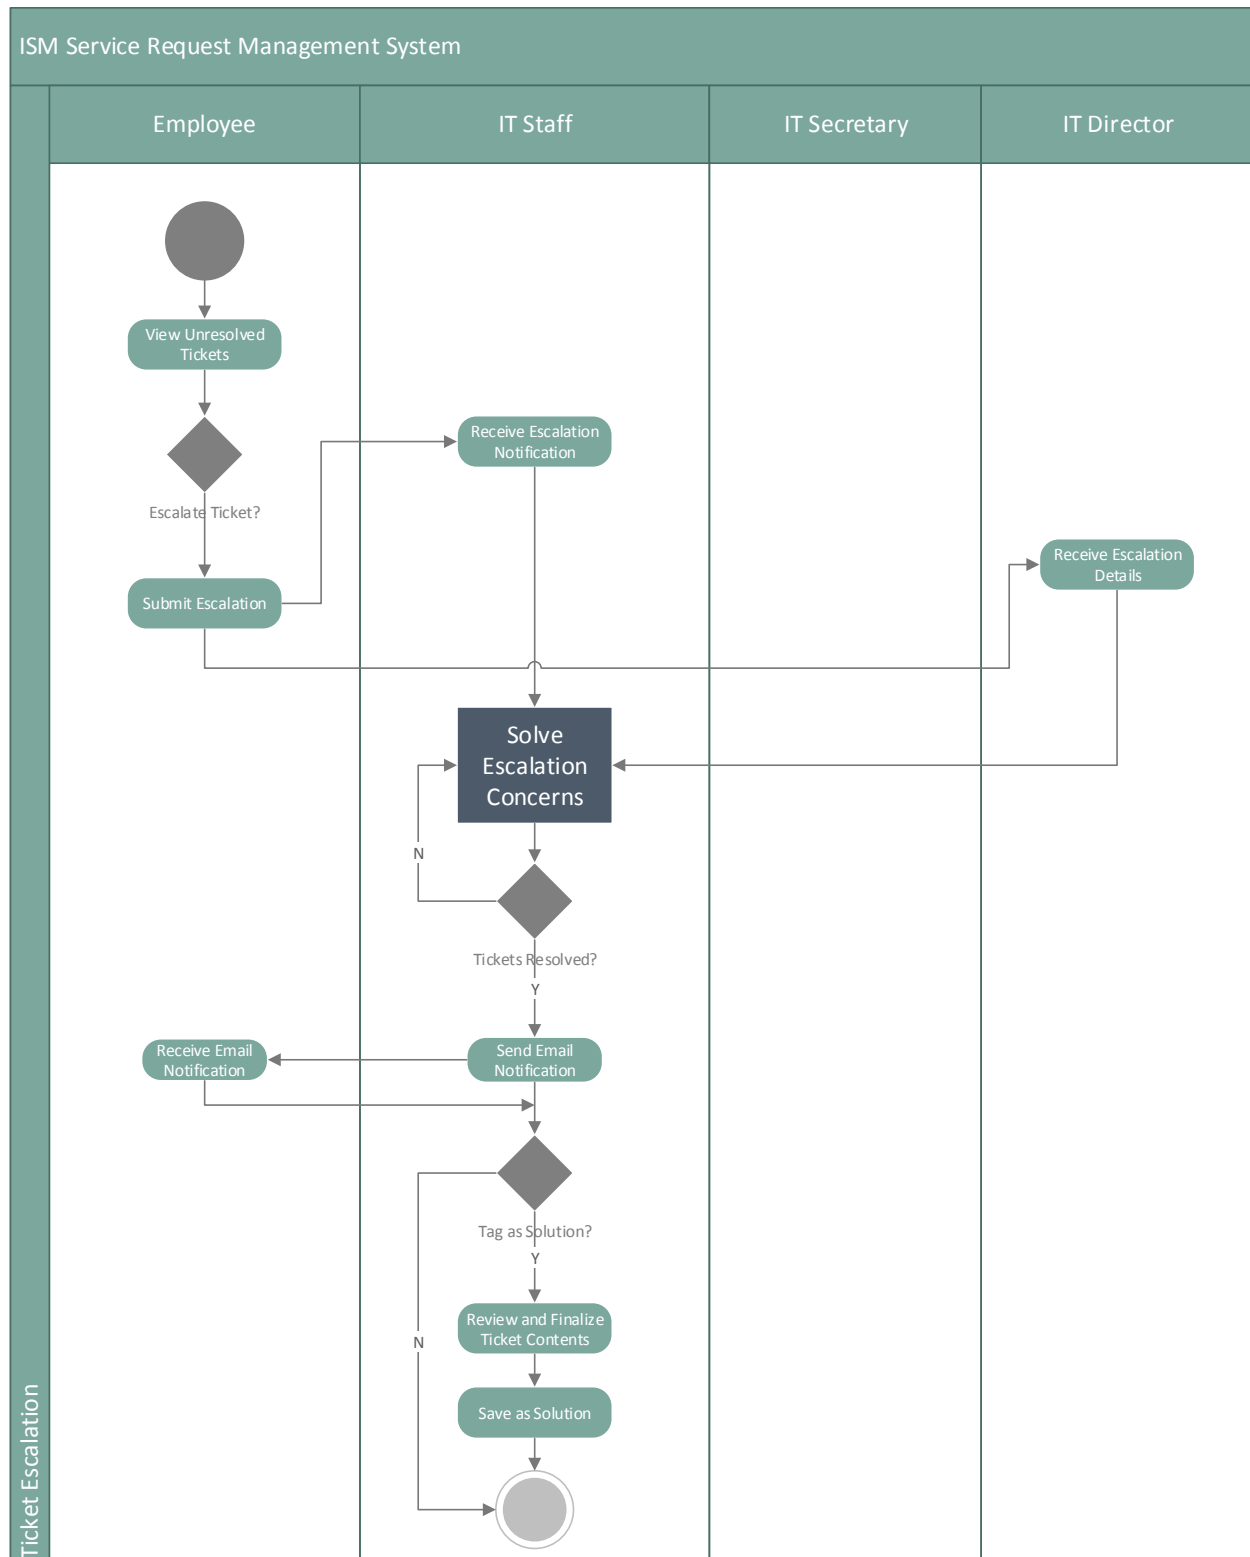 ISM Service Request Management System
Employee
IT Staff
IT Secretary
IT Director
View Unresolved
Tickets
Receive Escalation
Notification
Escalate Ticket?
Receive Escalation
Details
Submit Escalation
Solve
Escalation
Concerns
N
Tickets Resolved?
Y
Receive Email
Notification
Send Email
Notification
Tag as Solution?
Y
Review and Finalize
Ticket Contents
N
Save as Solution
Ticket Escalation